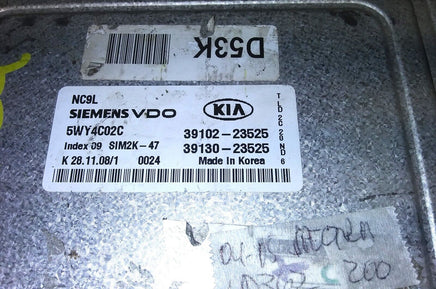 D53K
NC9L
SIEMENS VDO
KIA
5WY4C02C
39102-23525
Index 09 SIM2K-47
39130-23525
K 28.11.08/1 0024
Made in Korea
200